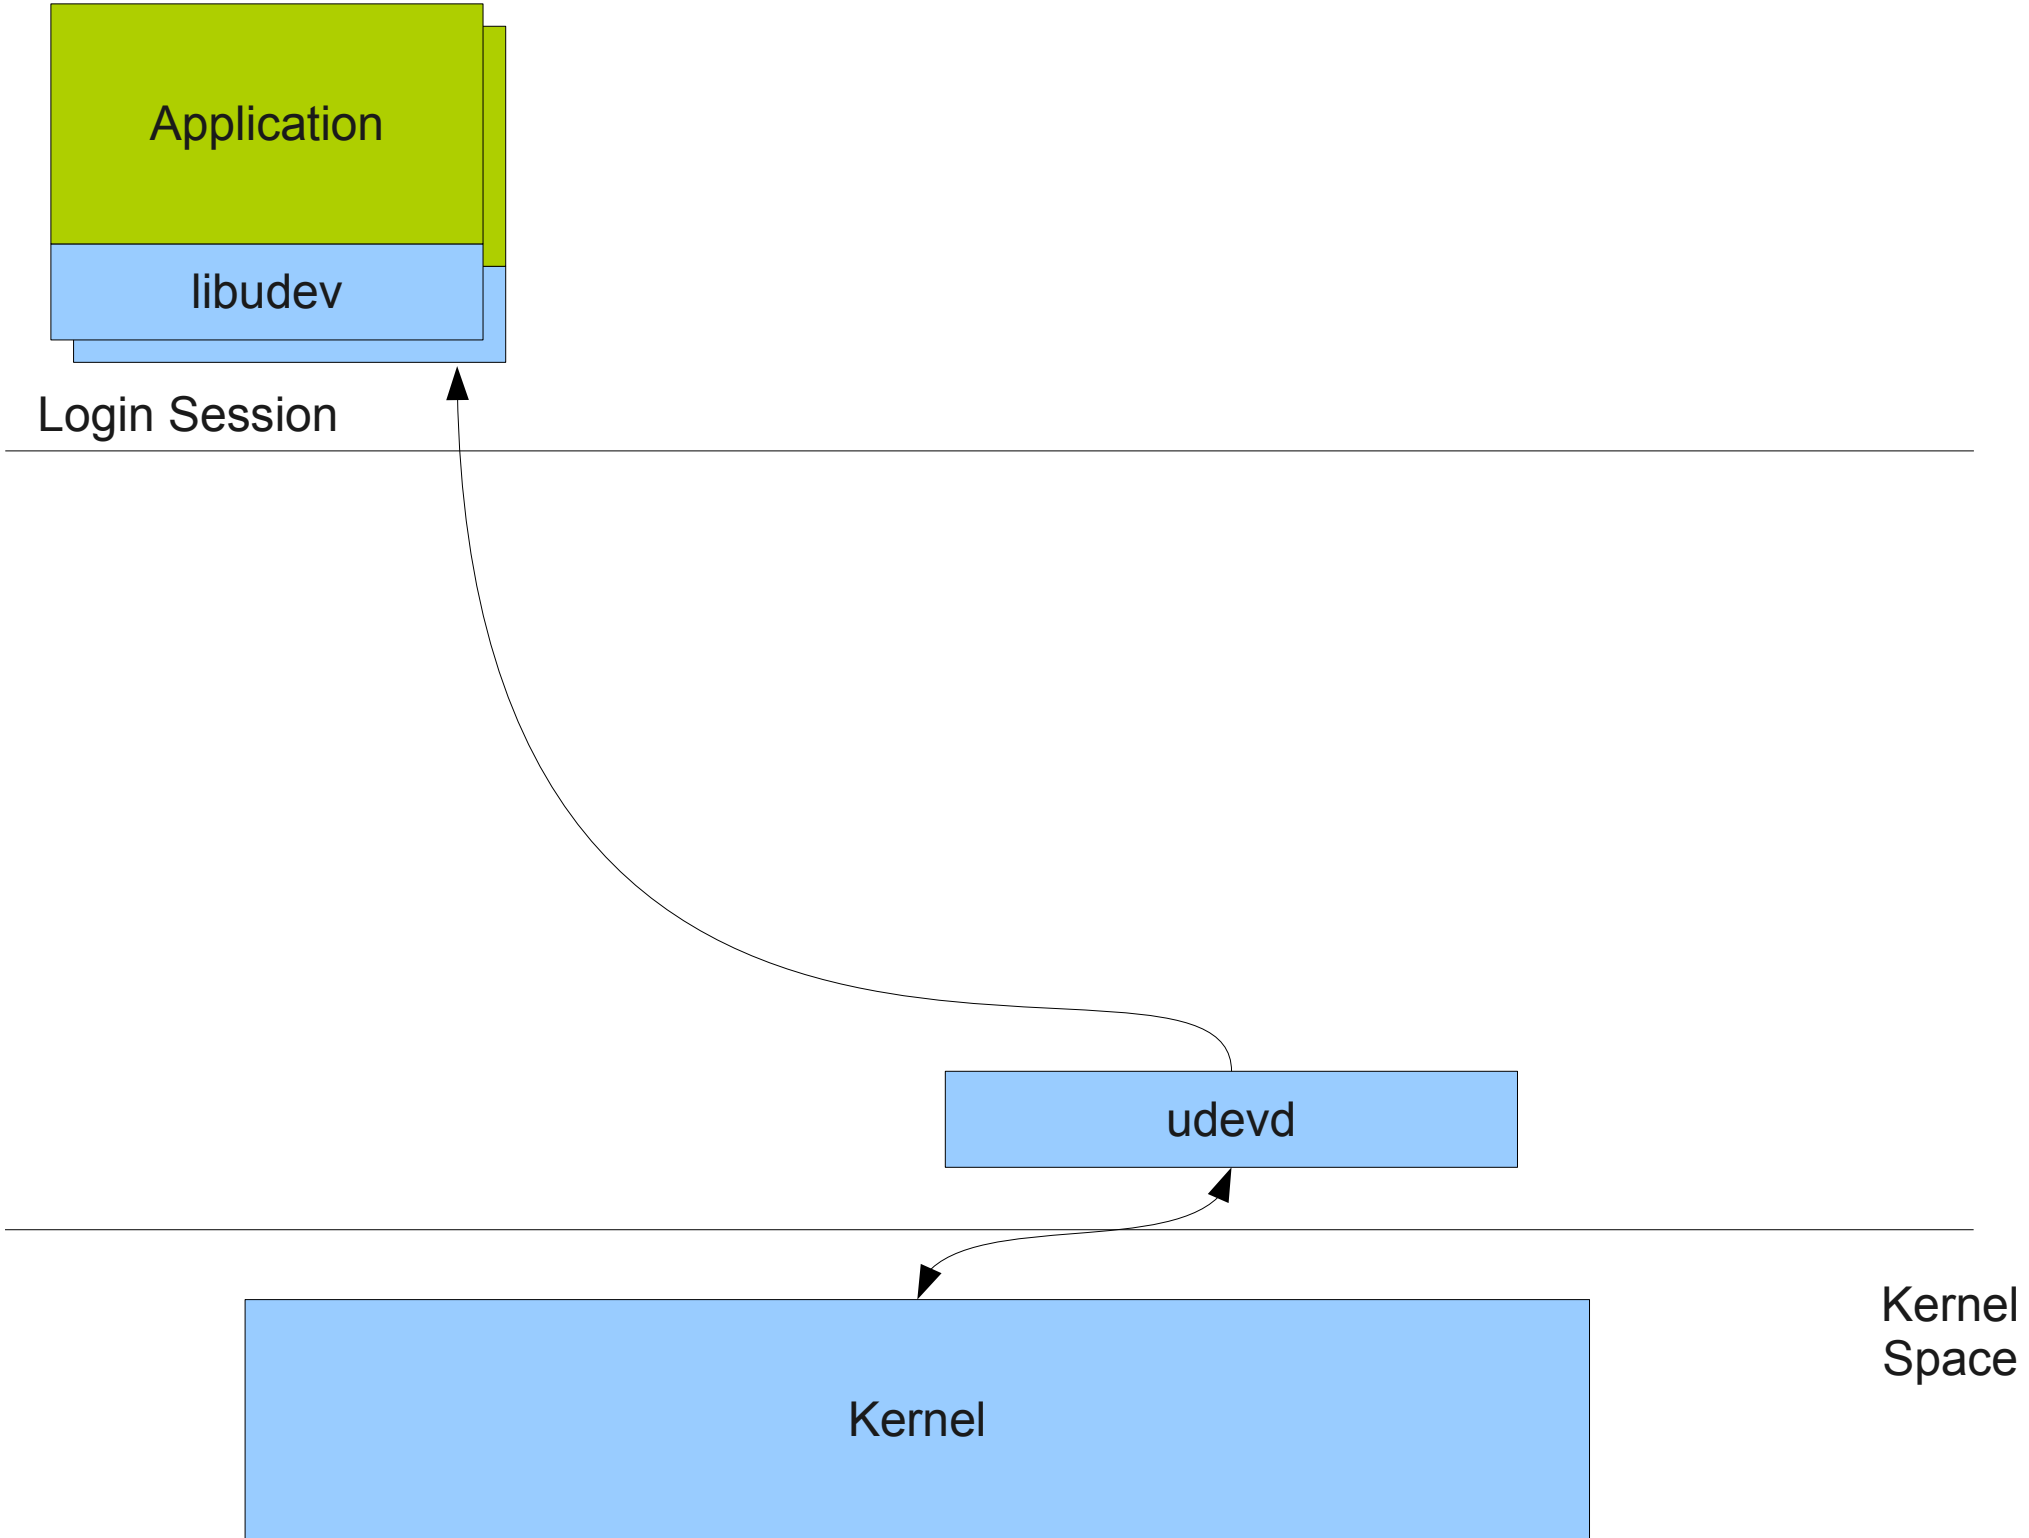 Application
libudev
Login Session
udevd
Kernel
Space
Kernel